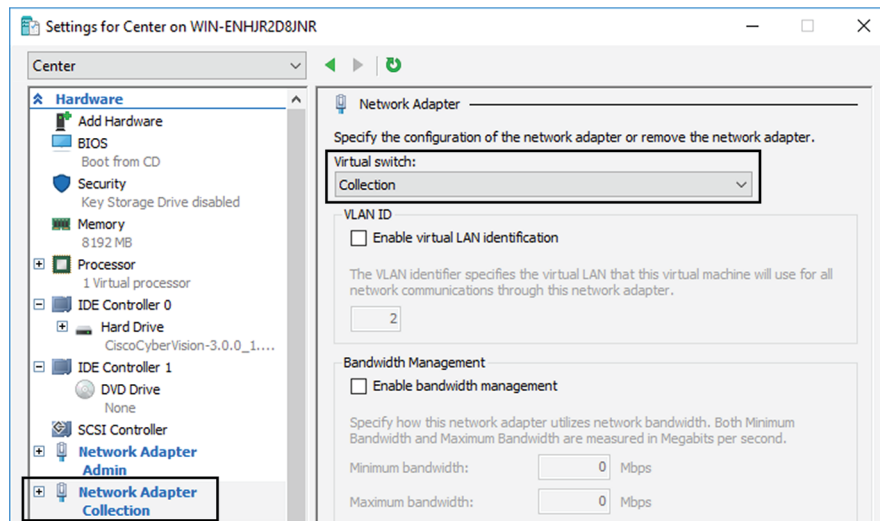 Settings for Center on WIN-ENHJR2D8JNR
Center
Hardware
Add Hardware
BIOS
Boot from CD
Security
Key Storage Drive disabled
Memory
8192 MB
Processor
1 Virtual processor
IDE Controller 0
Hard Drive
CiscoCyberVision-3.0.0_1....
IDE Controller 1
DVD Drive
None
SCSI Controller
Network Adapter
Admin
Network Adapter
Collection
Network Adapter
Specify the configuration of the network adapter or remove the network adapter.
Virtual switch:
Collection
VLAN ID
Enable virtual LAN identification
The VLAN identifier specifies the virtual LAN that this virtual machine will use for all
network communications through this network adapter.
2
Bandwidth Management
Enable bandwidth management
Specify how this network adapter utilizes network bandwidth. Both Minimum
Bandwidth and Maximum Bandwidth are measured in Megabits per second.
Minimum bandwidth: 0 Mbps
Maximum bandwidth: 0 Mbps